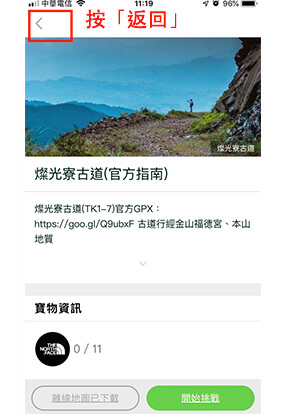 中華電信 11:19 96%
按「返回」
燦光寮古道
燦光寮古道(官方指南)
燦光寮古道(TK1-7)官方GPX：
https://goo.gl/Q9ubxF 古道行經金山福德宮、本山
地質
寶物資訊
THE
NORTH
FACE
0 / 11
離線地圖已下載
開始挑戰